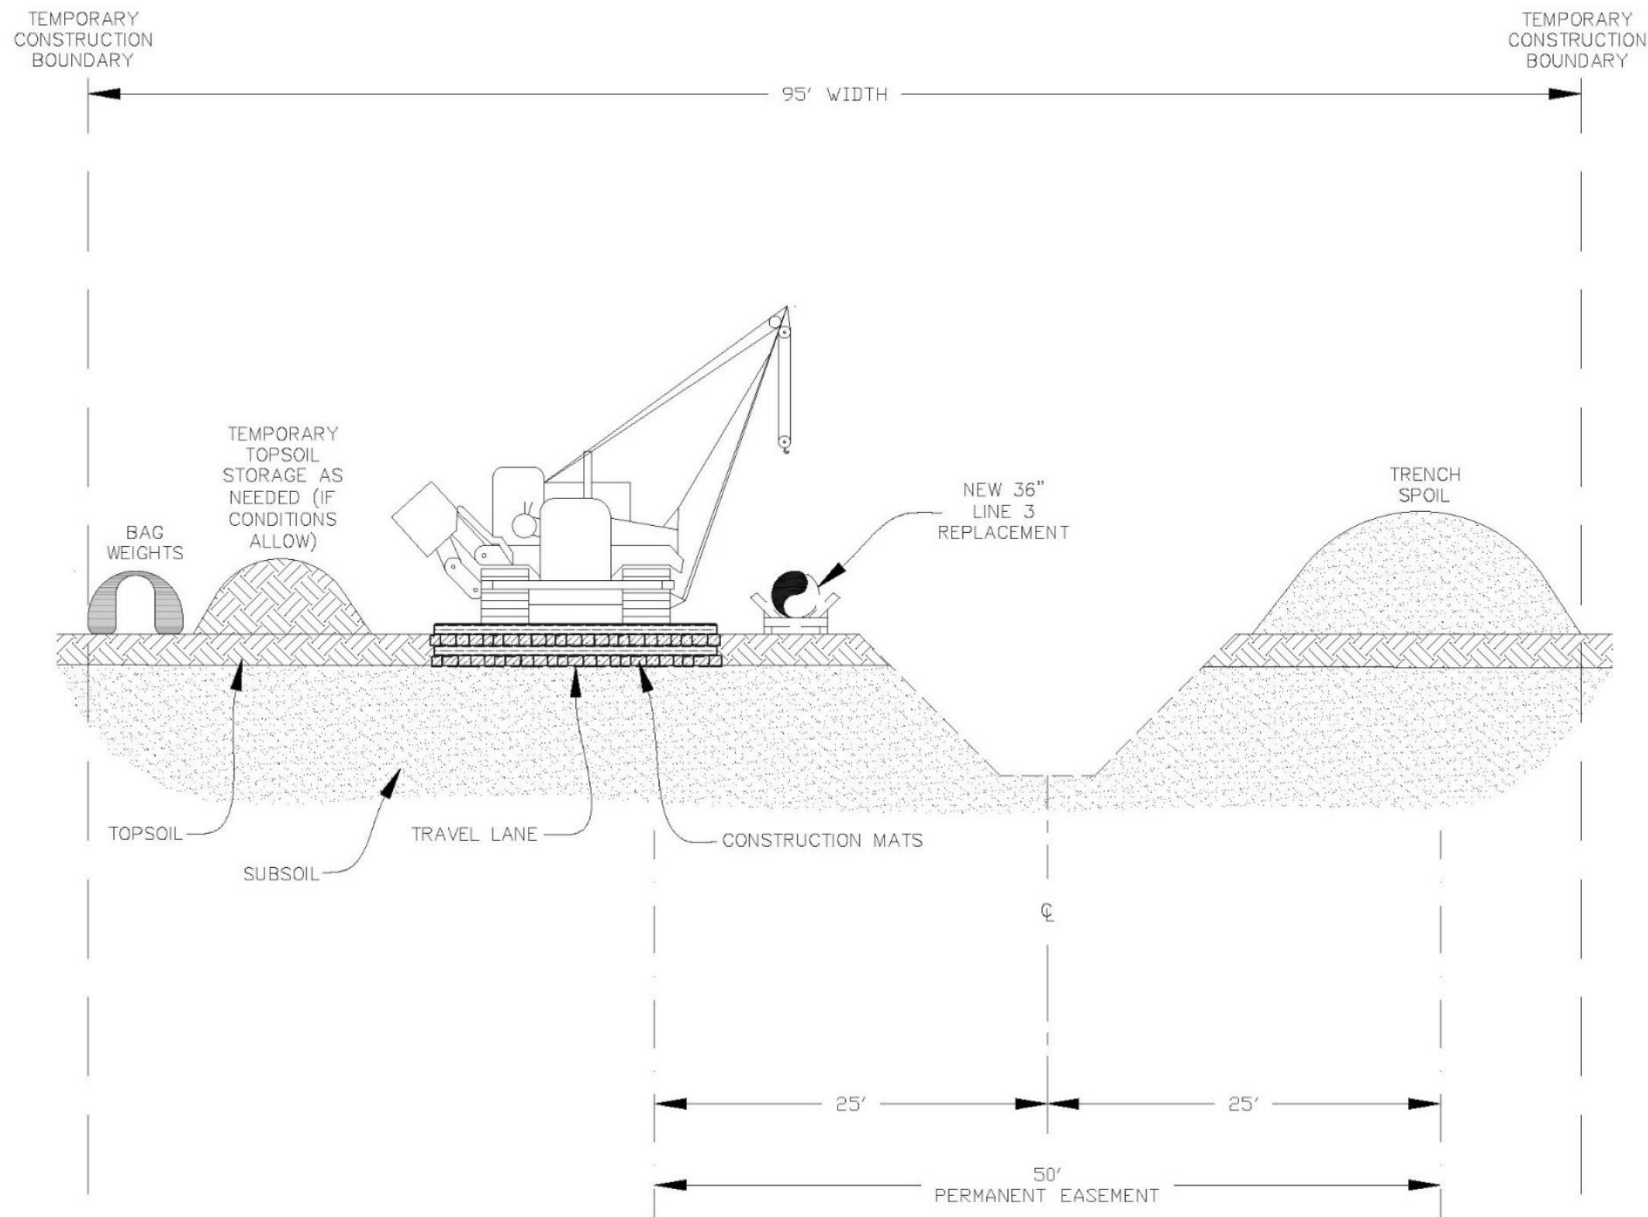 TEMPORARY
CONSTRUCTION
BOUNDARY
TEMPORARY
CONSTRUCTION
BOUNDARY
95' WIDTH
TEMPORARY
TOPSOIL
STORAGE AS
NEEDED (IF
CONDITIONS
ALLOW)
BAG
WEIGHTS
NEW 36"
LINE 3
REPLACEMENT
TRENCH
SPOIL
TOPSOIL
TRAVEL LANE
CONSTRUCTION MATS
SUBSOIL
℄
25'
25'
50'
PERMANENT EASEMENT